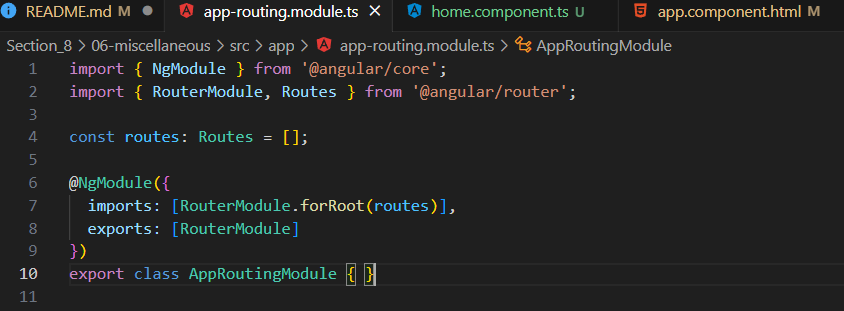 README.md M app-routing.module.ts home.component.ts U app.component.html M
Section_8 > 06-miscellaneous > src > app > app-routing.module.ts > AppRoutingModule
1 import { NgModule } from '@angular/core';
2 import { RouterModule, Routes } from '@angular/router';
3
4 const routes: Routes = [];
5
6 @NgModule({
7   imports: [RouterModule.forRoot(routes)],
8   exports: [RouterModule]
9 })
10 export class AppRoutingModule { }
11